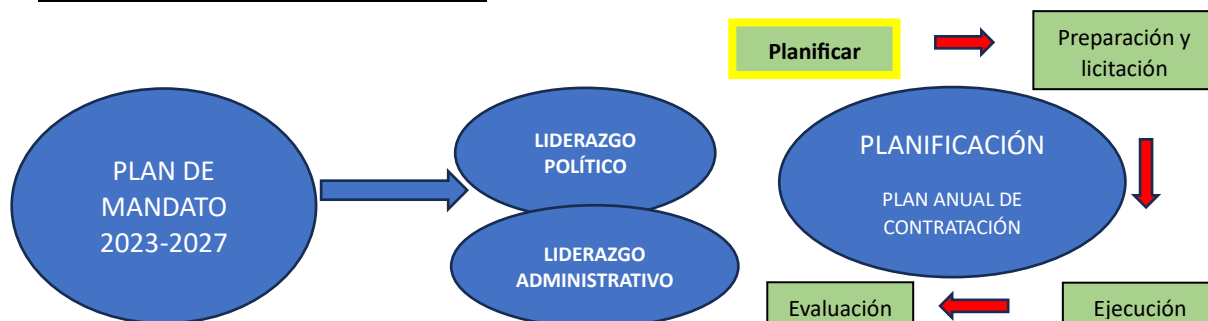 PLAN DE
MANDATO
2023-2027
LIDERAZGO
POLÍTICO
LIDERAZGO
ADMINISTRATIVO
Planificar
Preparación y
licitación
PLANIFICACIÓN
PLAN ANUAL DE
CONTRATACIÓN
Ejecución
Evaluación